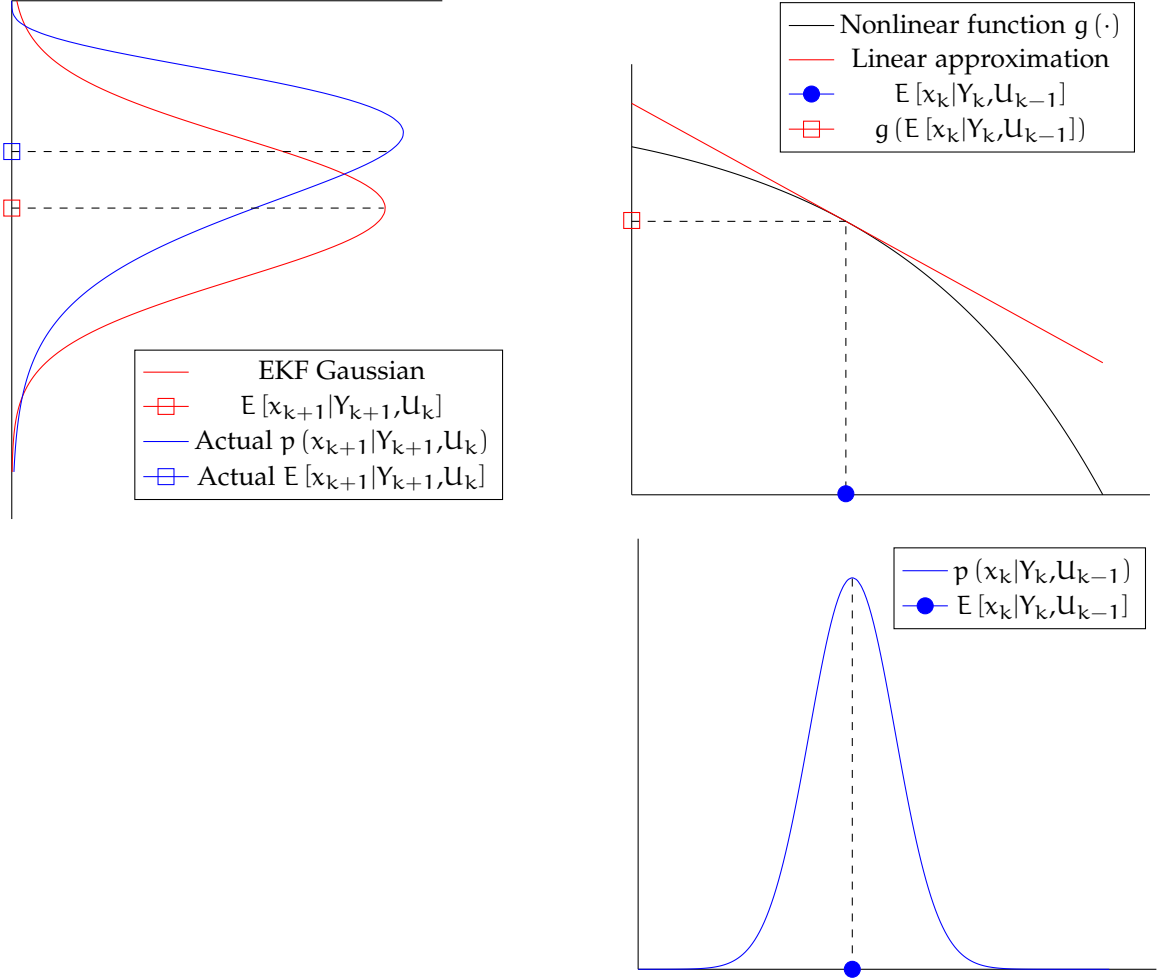 Nonlinear function g (·)
Linear approximation
E [x_k|Y_k,U_{k−1}]
g (E [x_k|Y_k,U_{k−1}])
EKF Gaussian
E [x_{k+1}|Y_{k+1},U_k]
Actual p (x_{k+1}|Y_{k+1},U_k)
Actual E [x_{k+1}|Y_{k+1},U_k]
p (x_k|Y_k,U_{k−1})
E [x_k|Y_k,U_{k−1}]